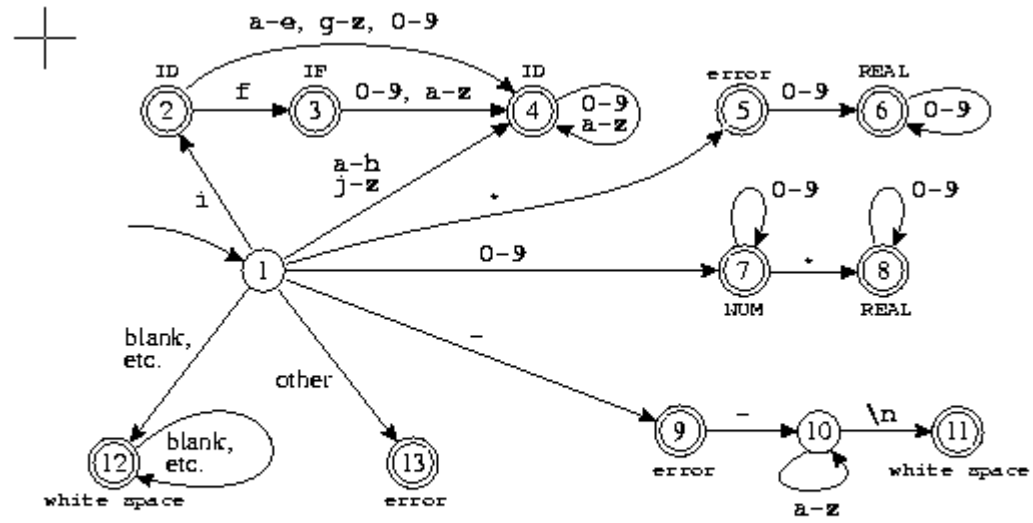 a-e, g-z, 0-9
ID
IF
ID
error
REAL
2
f
3
0-9, a-z
4
0-9
a-z
5
0-9
6
0-9
i
a-h
j-z
.
0-9
0-9
1
0-9
7
.
8
NUM
REAL
blank,
etc.
other
-
12
blank,
etc.
13
9
-
10
\n
11
white space
error
error
white space
a-z